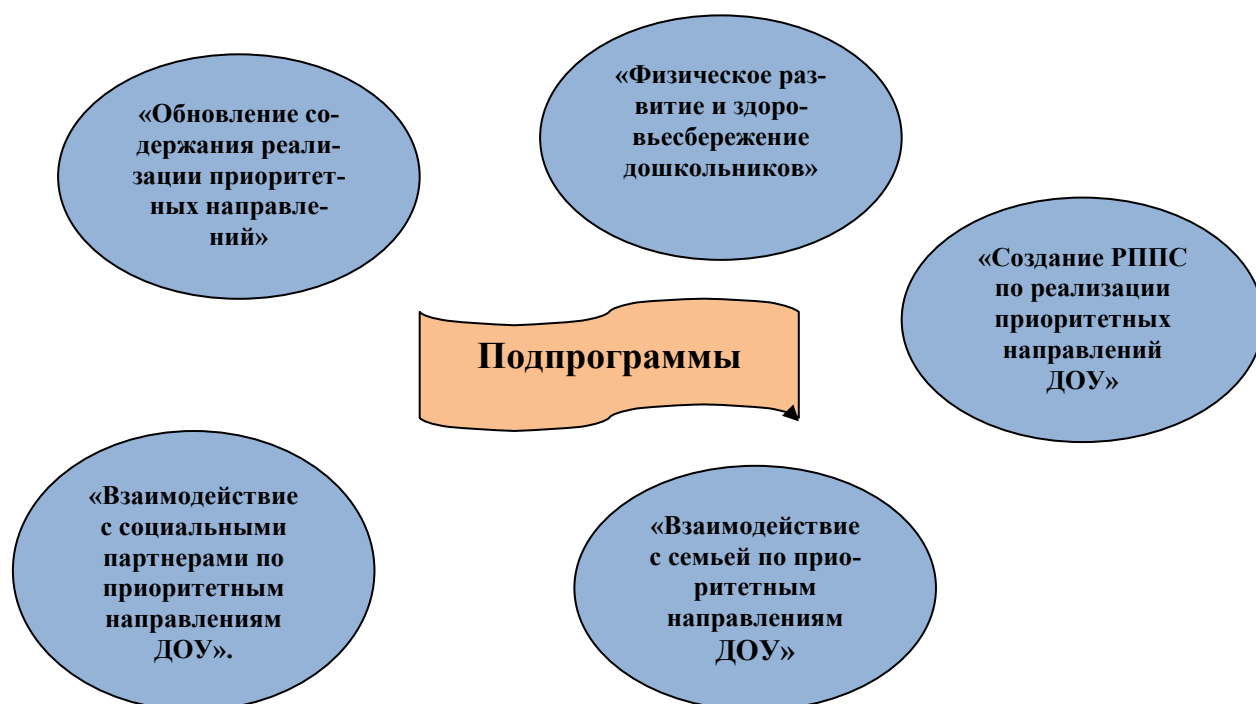 «Обновление со-
держания реали-
зации приоритет-
ных направле-
ний»
«Физическое раз-
витие и здоро-
вьесбережение
дошкольников»
«Создание РППС
по реализации
приоритетных
направлений
ДОУ»
Подпрограммы
«Взаимодействие
с социальными
партнерами по
приоритетным
направлениям
ДОУ».
«Взаимодействие
с семьей по прио-
ритетным
направлениям
ДОУ»